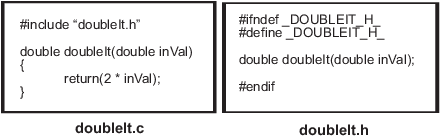 #include “doubleIt.h”
double doubleIt(double inVal)
{
return(2 * inVal);
}
doubleIt.c
#ifndef _DOUBLEIT_H_
#define _DOUBLEIT_H_
double doubleIt(double inVal);
#endif
doubleIt.h